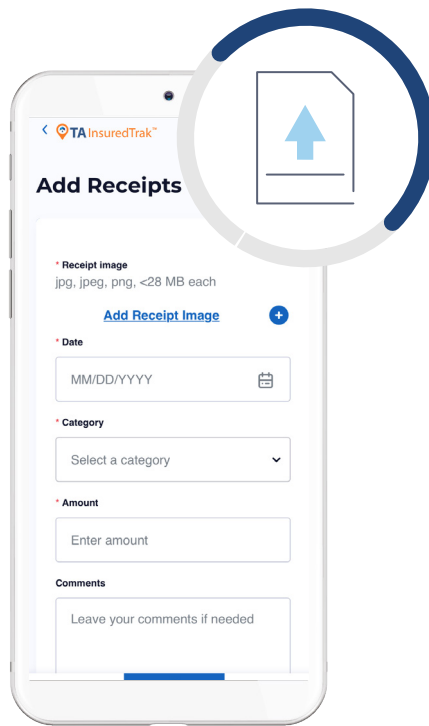 TA InsuredTrak™
Add Receipts
* Receipt image
jpg, jpeg, png, <28 MB each
Add Receipt Image
* Date
MM/DD/YYYY
* Category
Select a category
* Amount
Enter amount
Comments
Leave your comments if needed